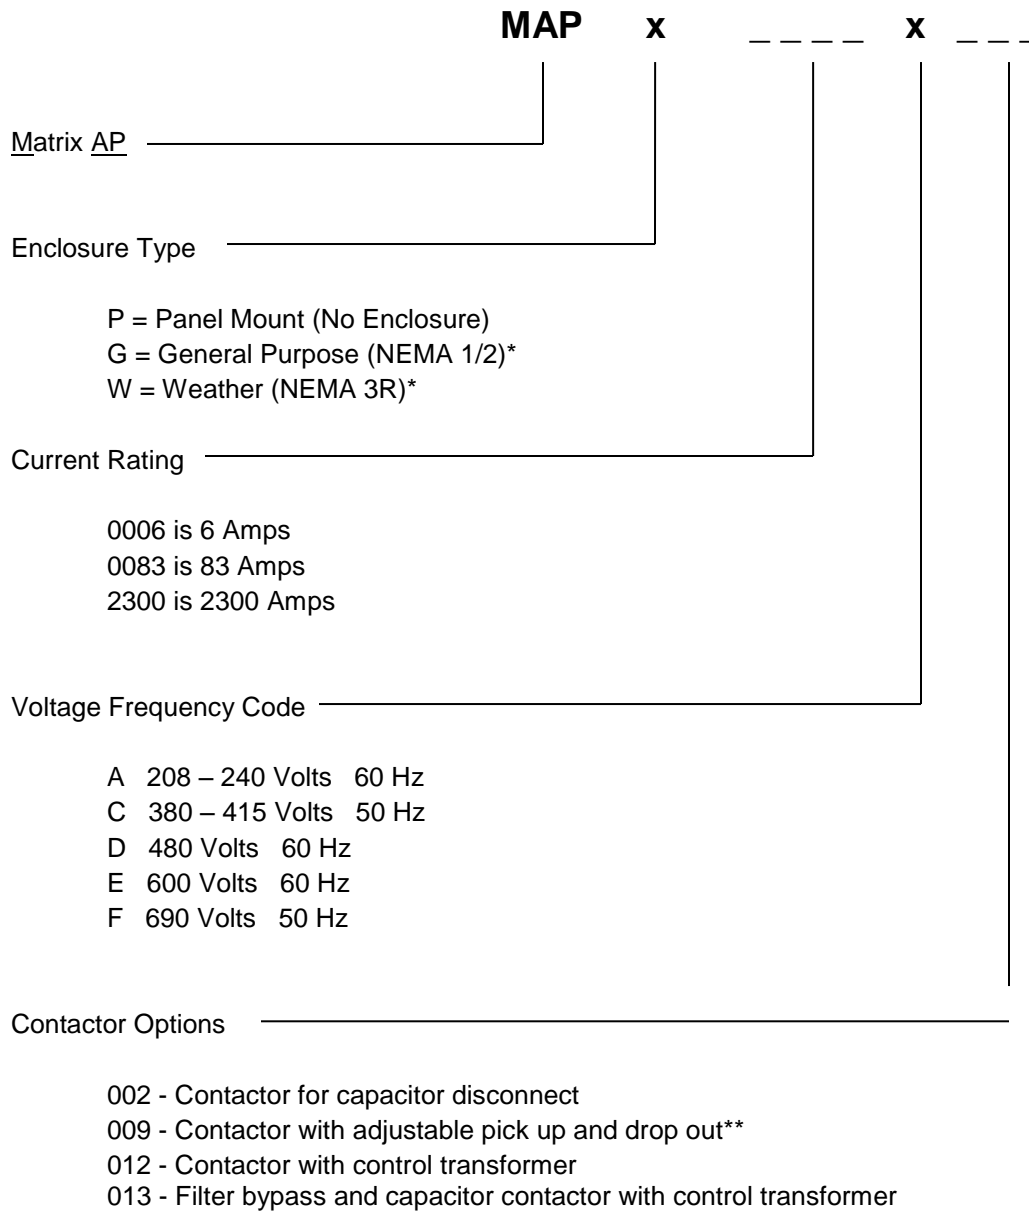 MAP x _ _ _ _ x _ _ _
Matrix AP
Enclosure Type
P = Panel Mount (No Enclosure)
G = General Purpose (NEMA 1/2)*
W = Weather (NEMA 3R)*
Current Rating
0006 is 6 Amps
0083 is 83 Amps
2300 is 2300 Amps
Voltage Frequency Code
A 208 – 240 Volts 60 Hz
C 380 – 415 Volts 50 Hz
D 480 Volts 60 Hz
E 600 Volts 60 Hz
F 690 Volts 50 Hz
Contactor Options
002 - Contactor for capacitor disconnect
009 - Contactor with adjustable pick up and drop out**
012 - Contactor with control transformer
013 - Filter bypass and capacitor contactor with control transformer